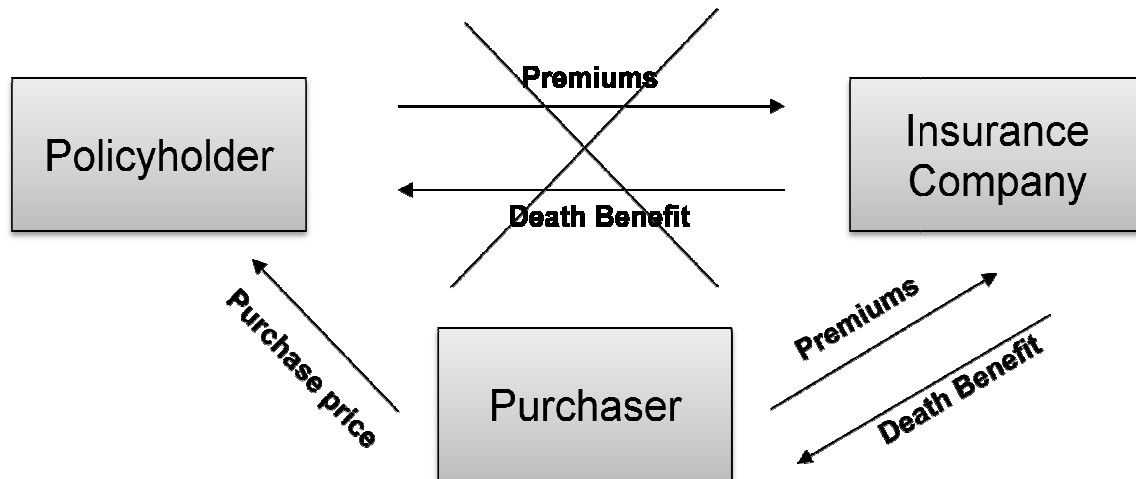 Premiums
Policyholder
Insurance
Company
Death Benefit
Purchase price
Purchaser
Premiums
Death Benefit